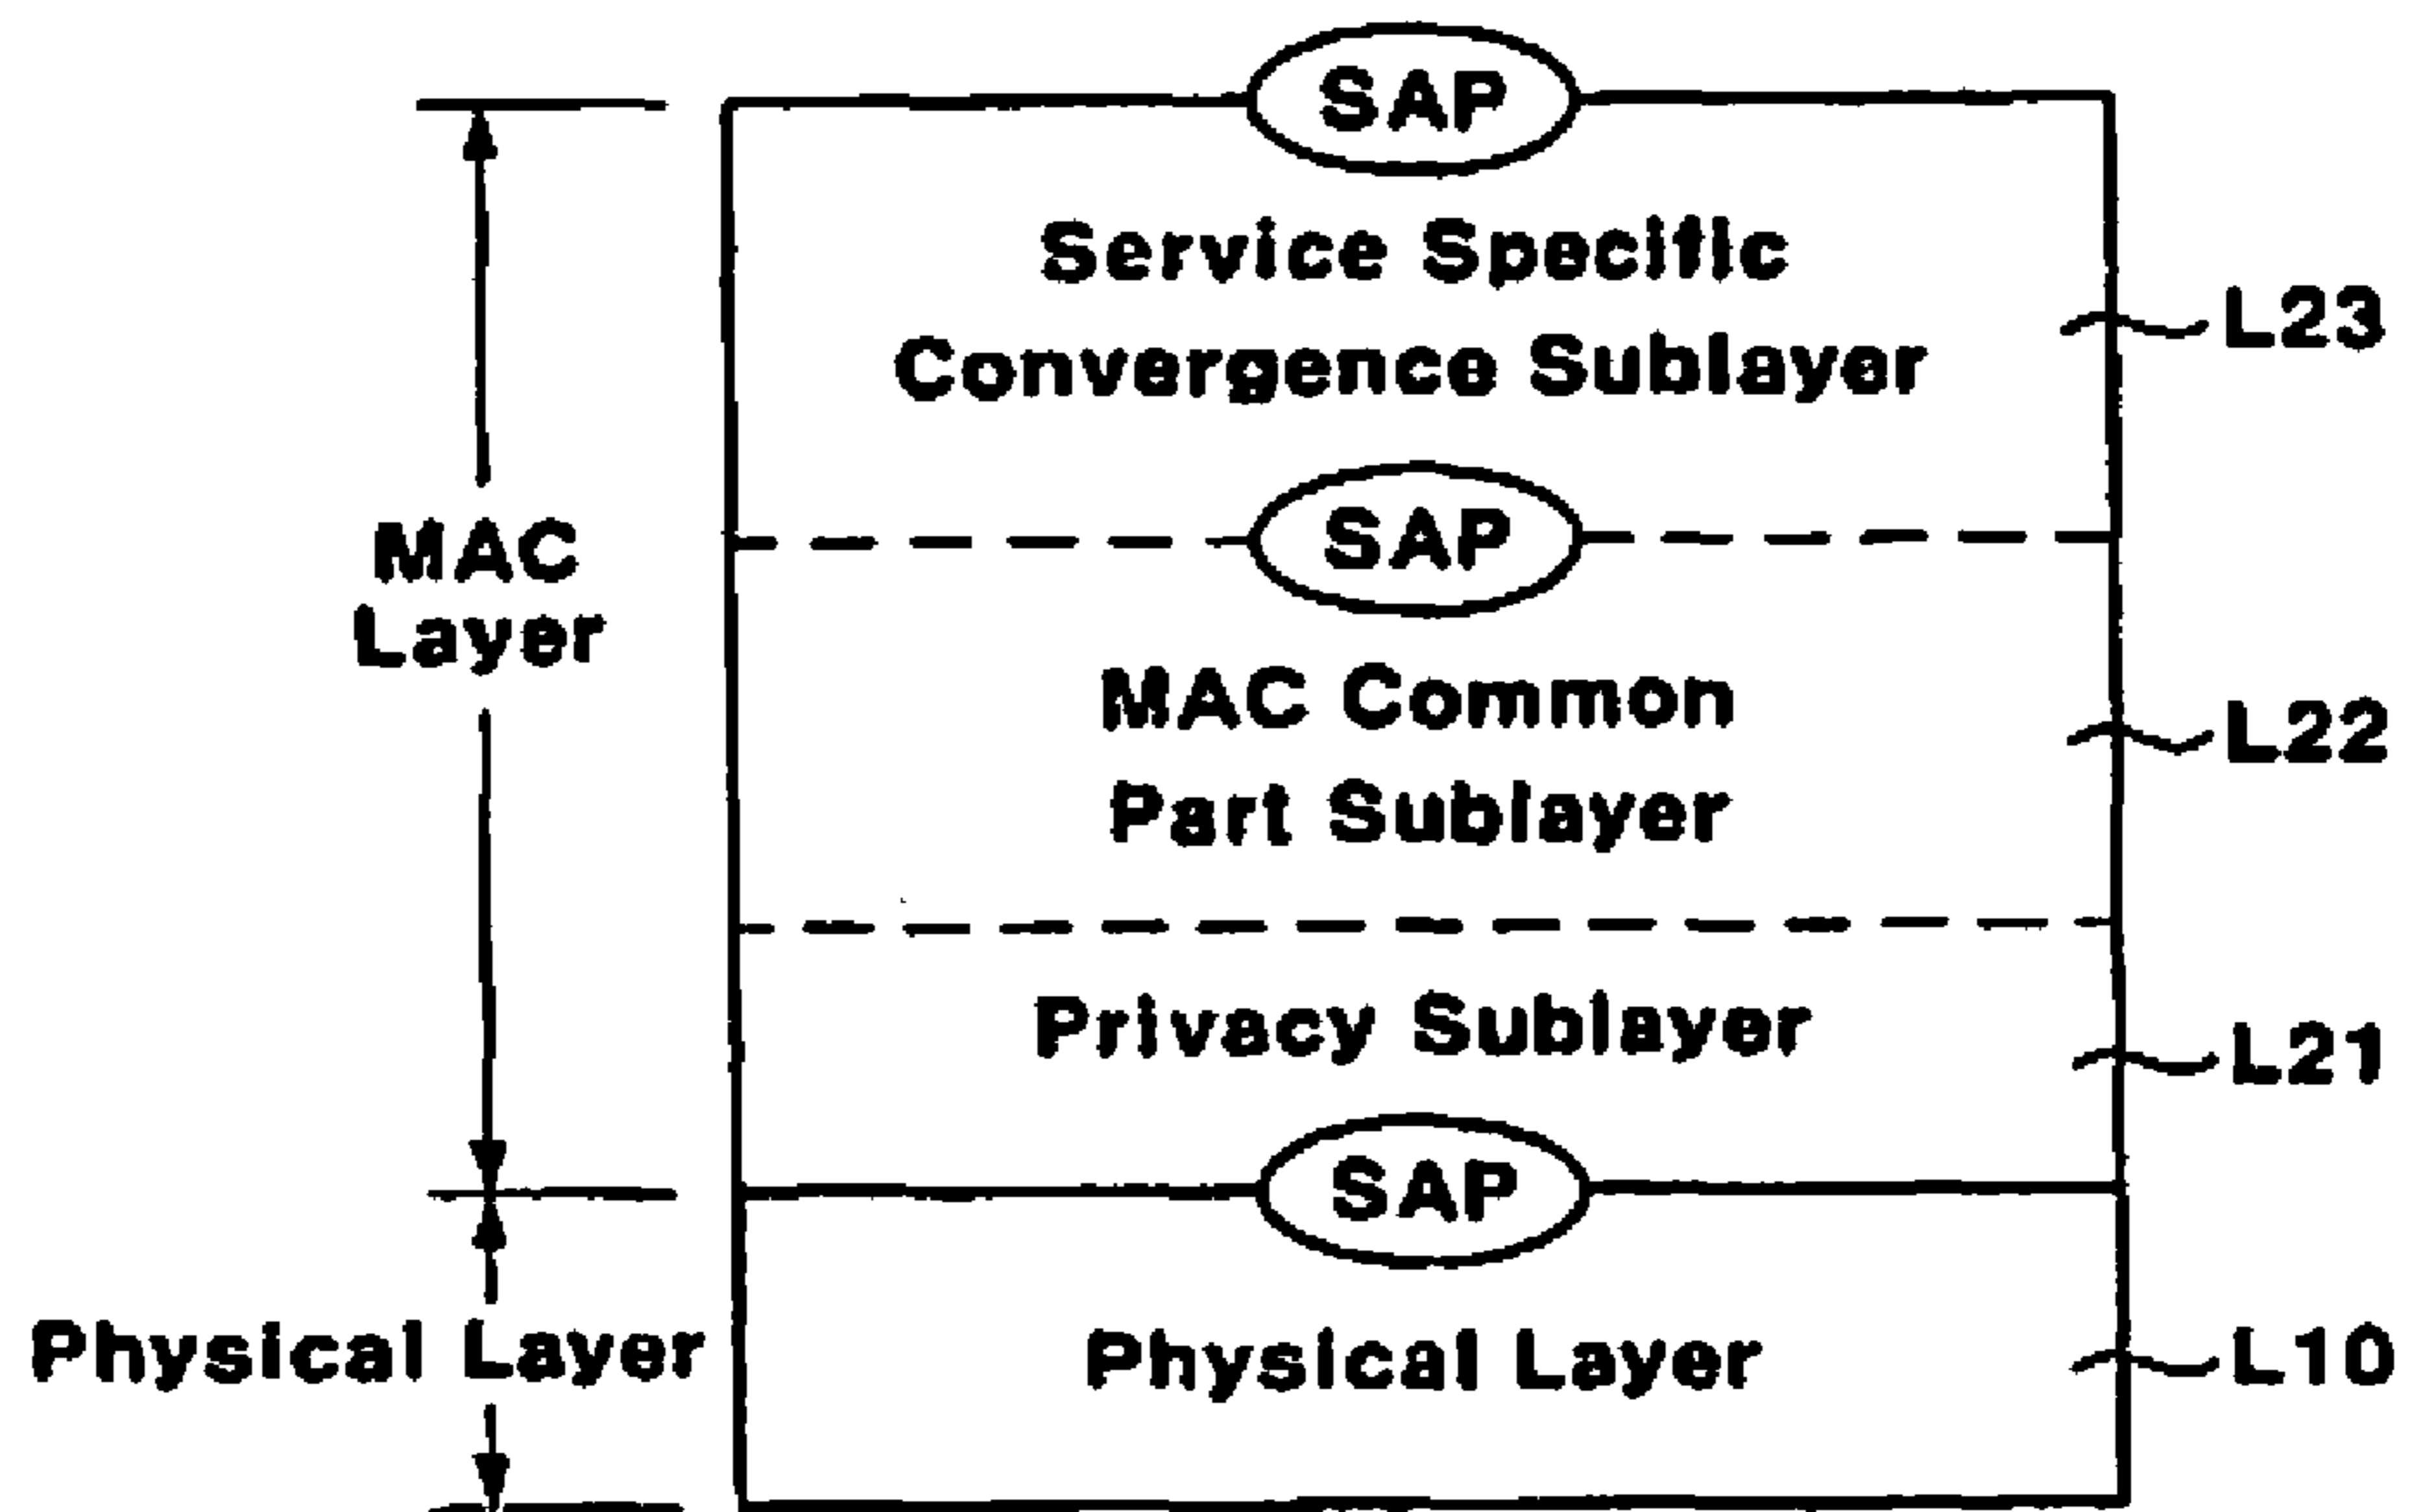 SAP
Service Specific
Convergence Sublayer
L23
SAP
MAC
Layer
MAC Common
Part Sublayer
L22
Privacy Sublayer
L21
SAP
Physical Layer
Physical Layer
L10